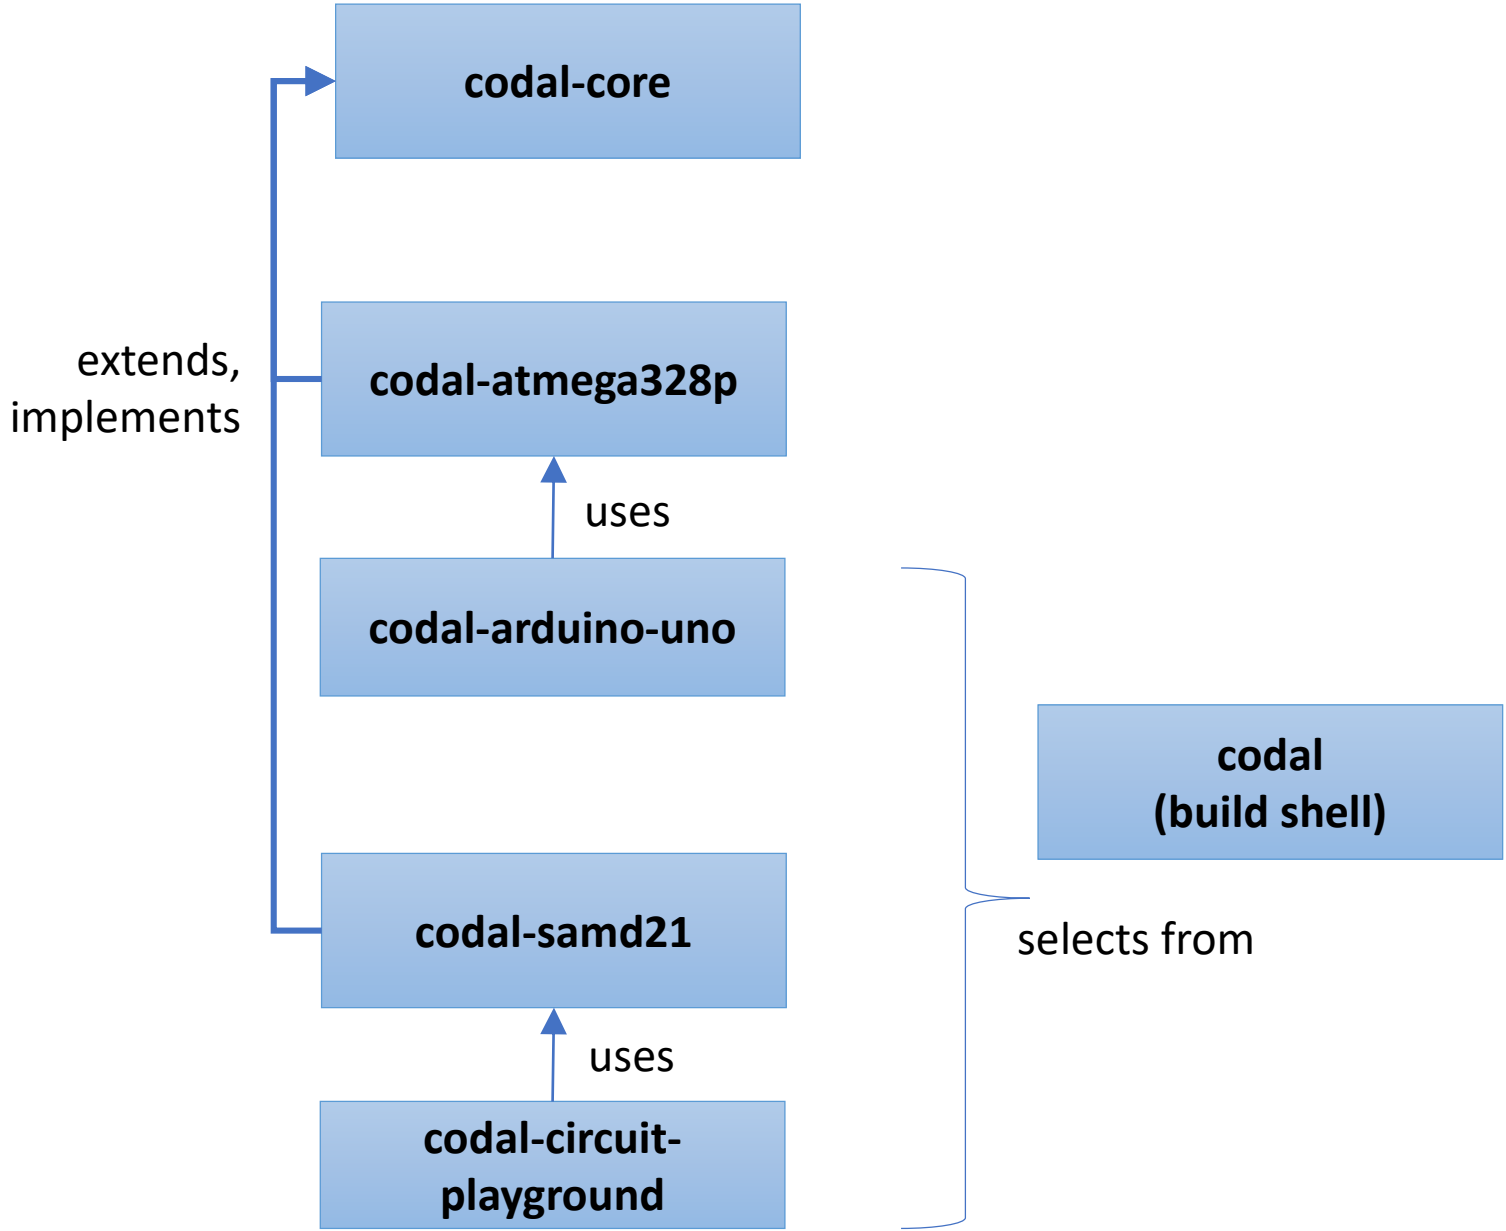 codal-core
extends,
implements
codal-atmega328p
uses
codal-arduino-uno
codal
(build shell)
codal-samd21
selects from
uses
codal-circuit-
playground